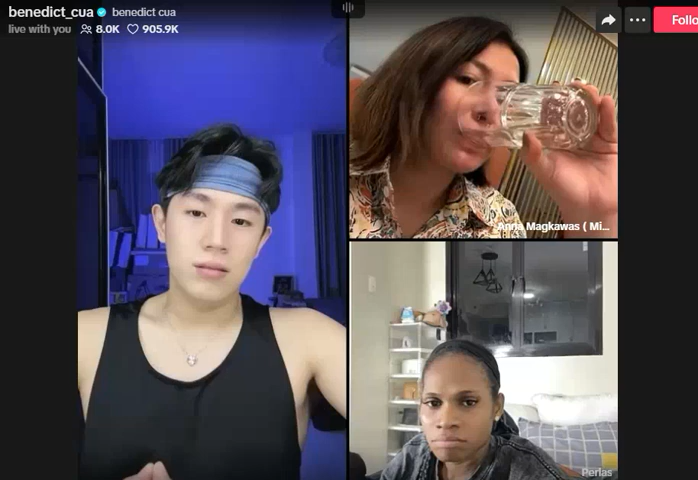 benedict_cua benedict cua
live with you 8.0K 905.9K
Follo
Anna Magkawas ( Mi...
Perlas